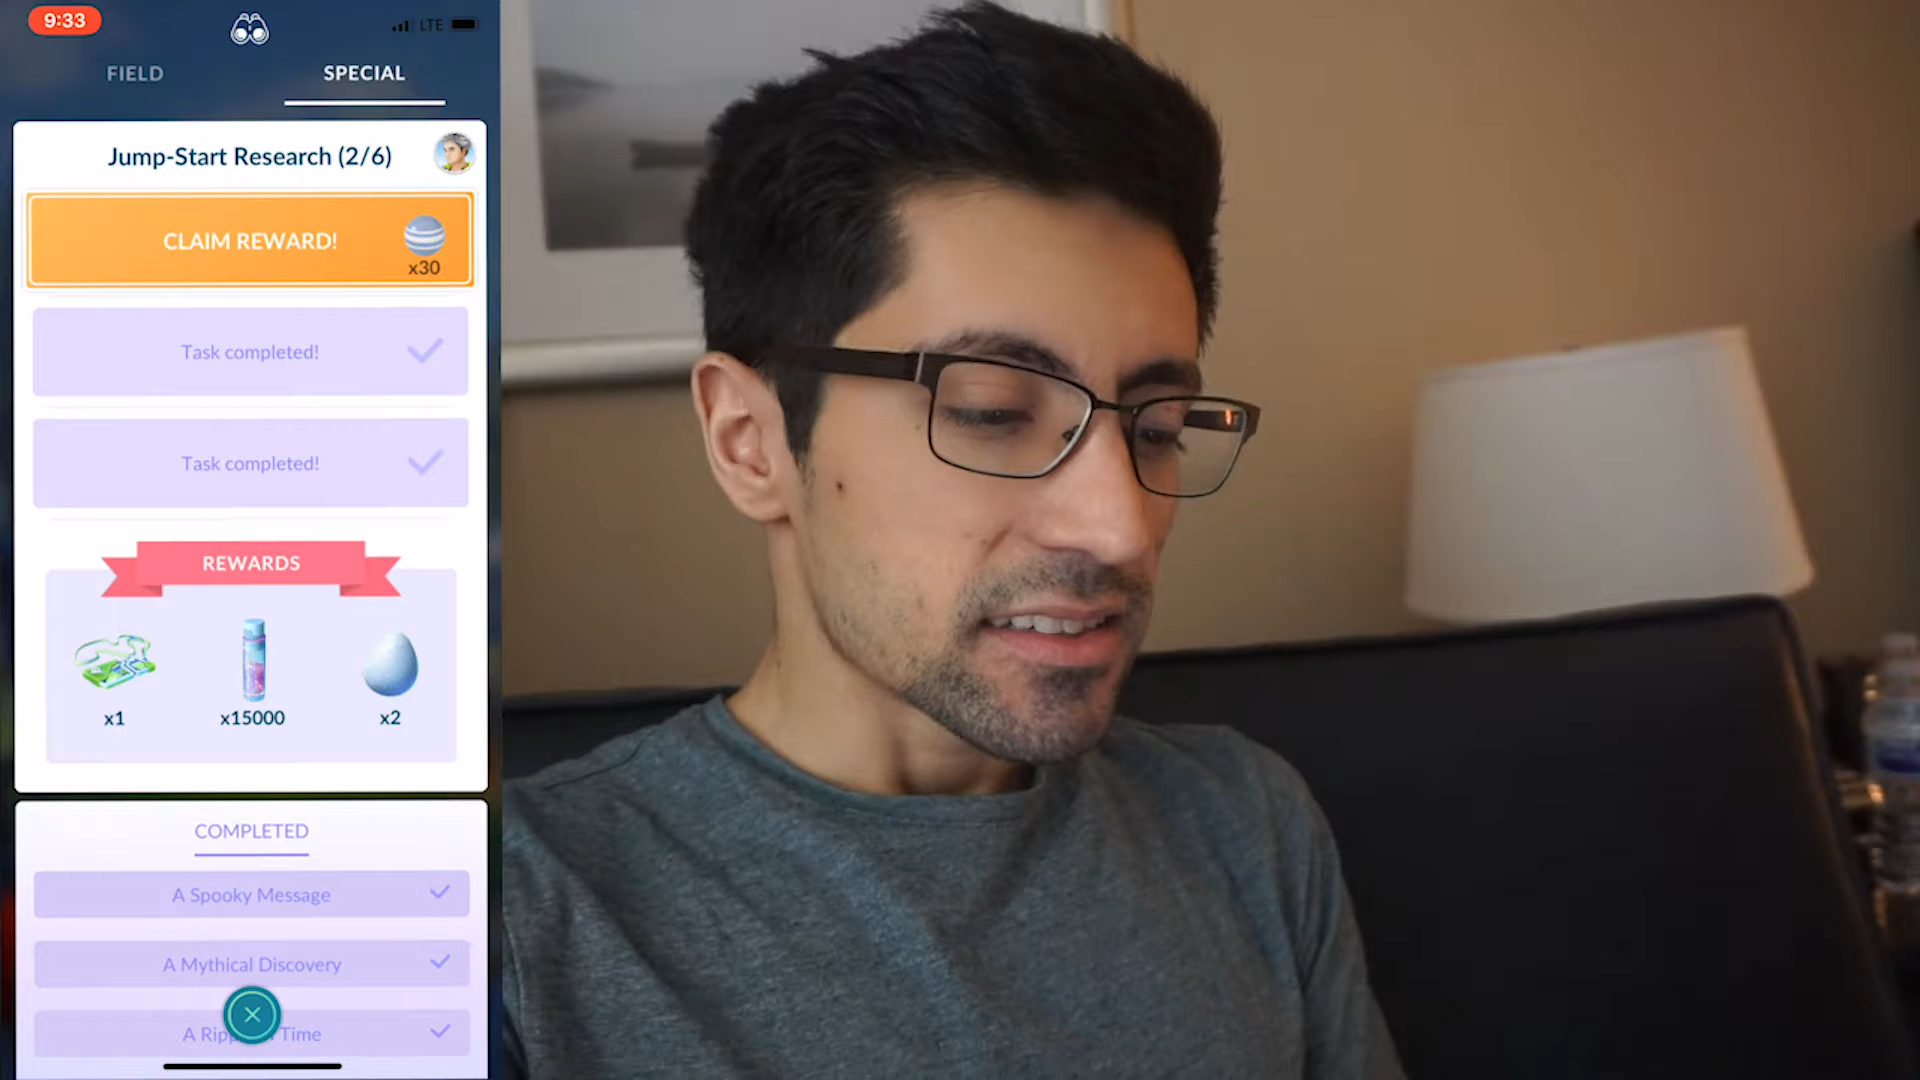 9:33
LTE
FIELD
SPECIAL
Jump-Start Research (2/6)
CLAIM REWARD!
x30
Task completed!
Task completed!
REWARDS
x1
x15000
x2
COMPLETED
A Spooky Message
A Mythical Discovery
A Time